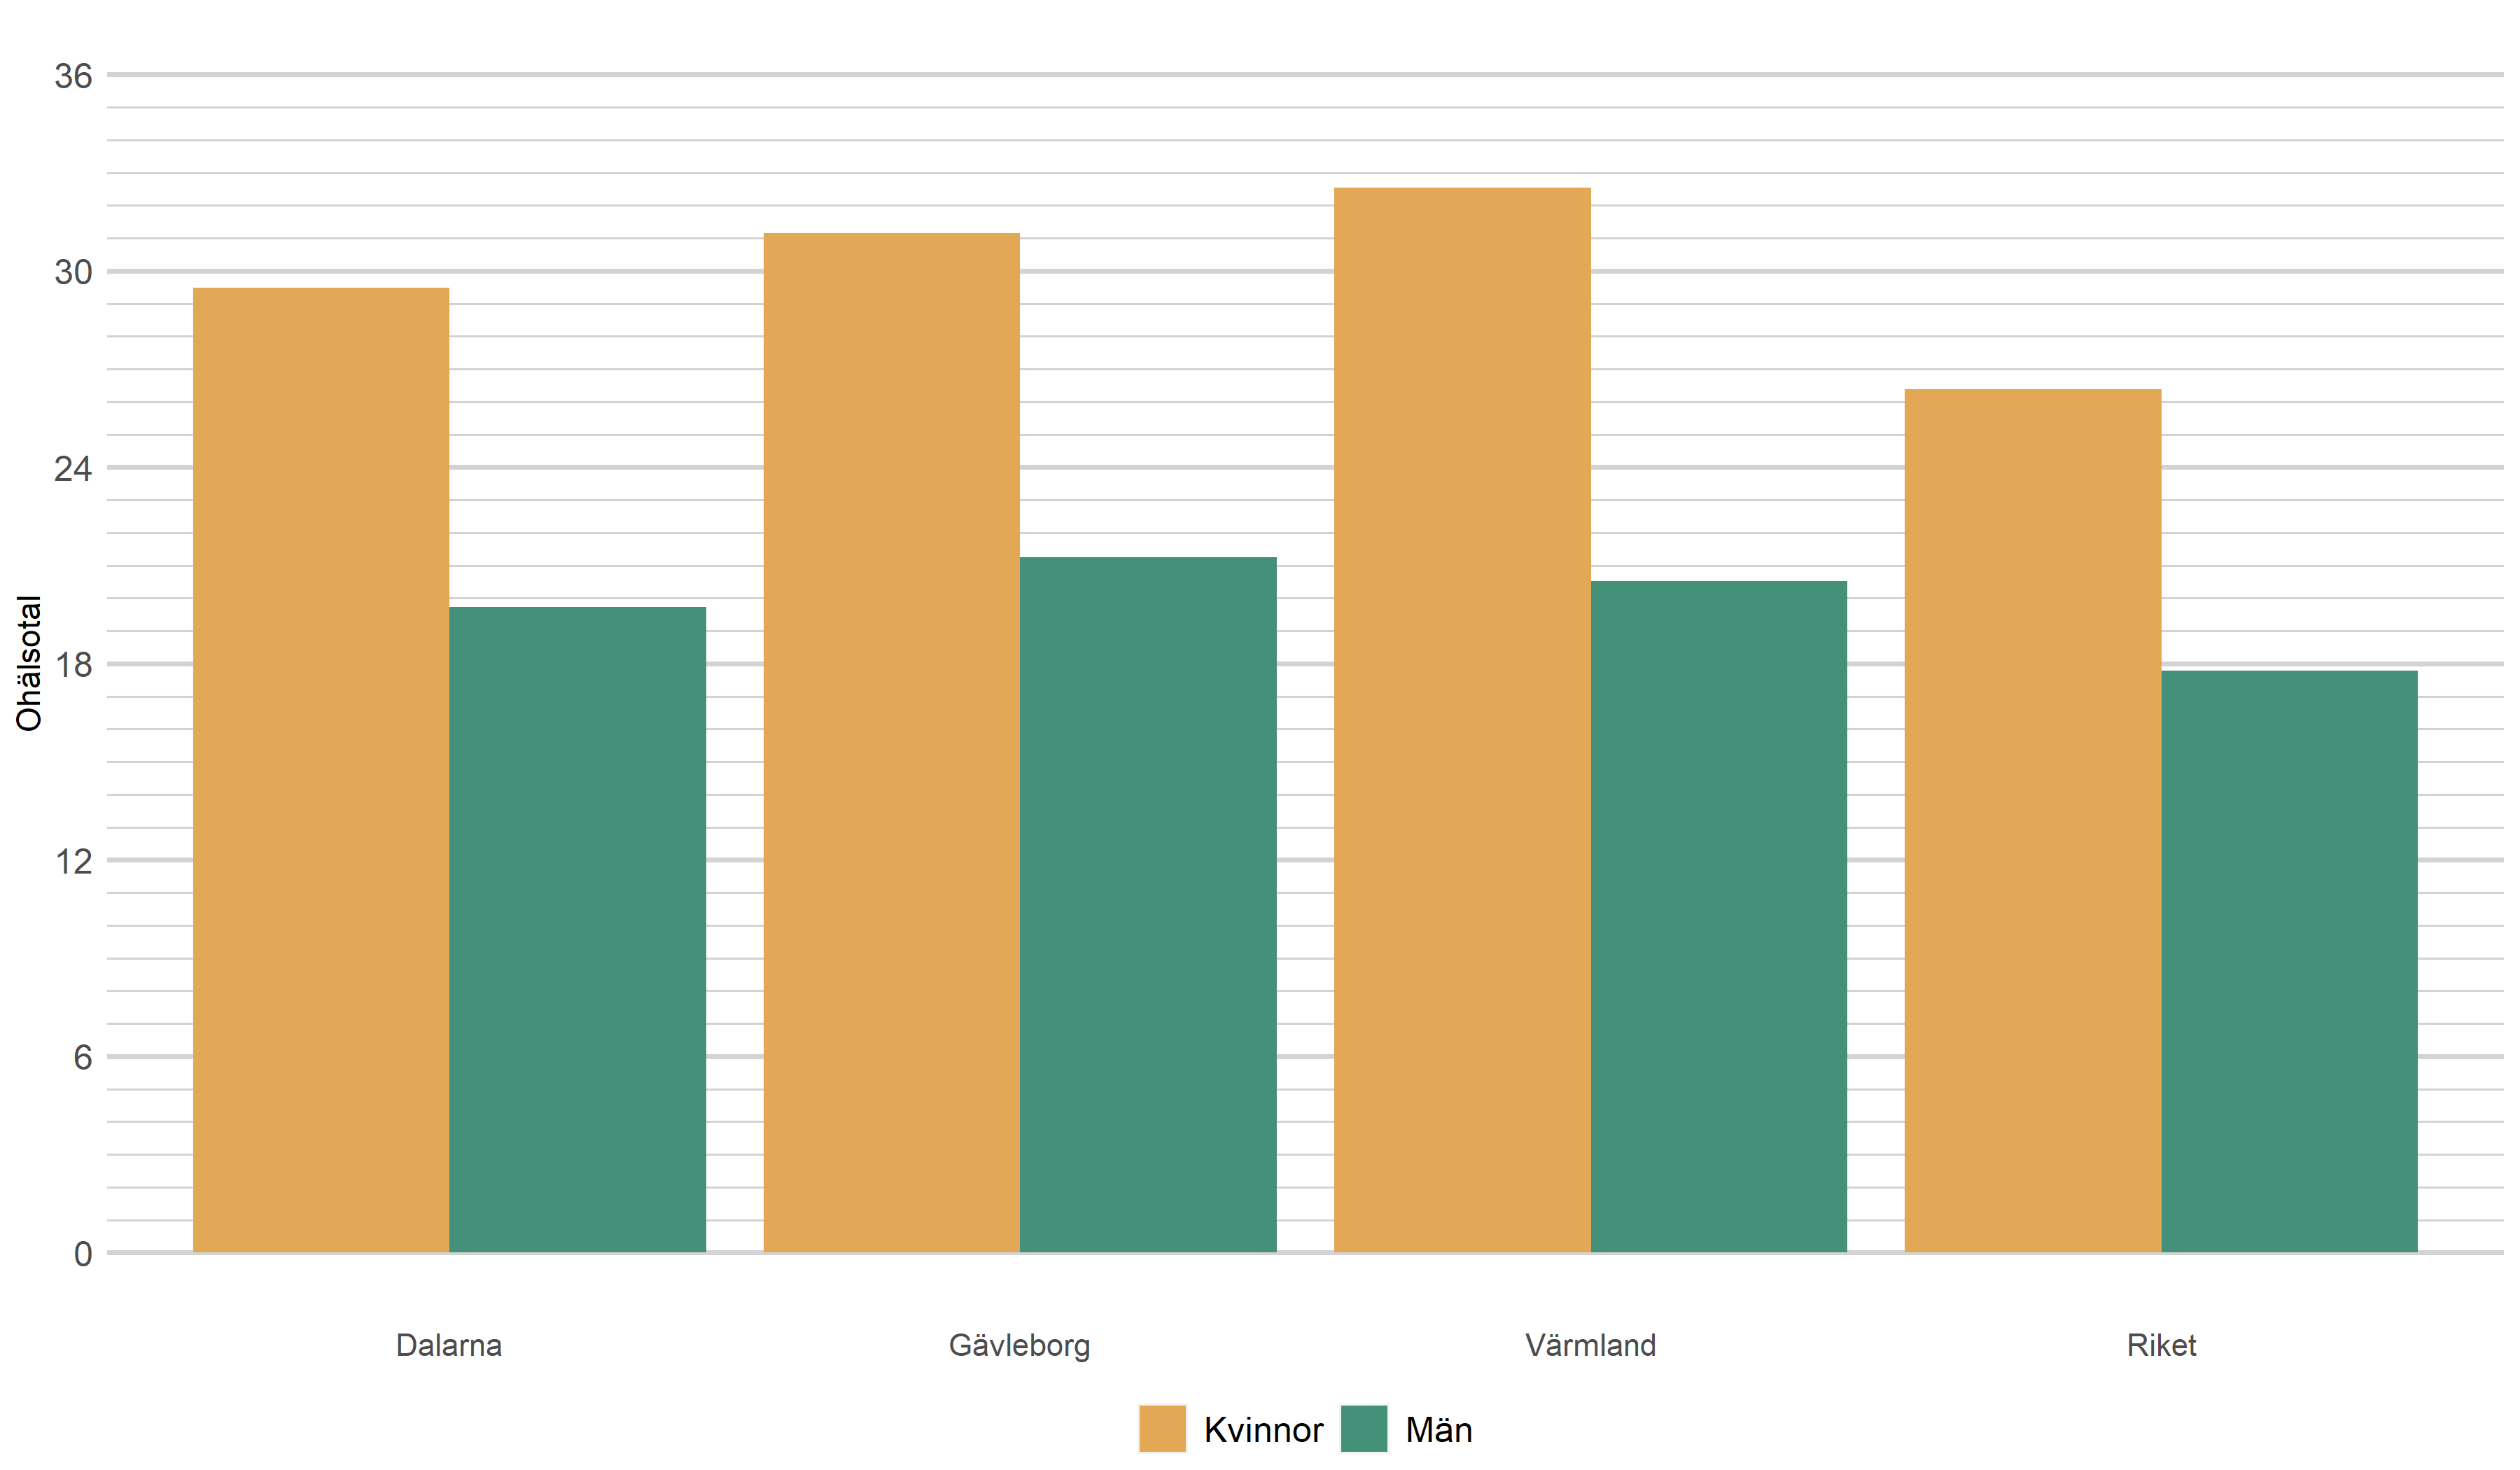 36
30
24
18
12
6
0
Ohälsotal
Dalarna Gävleborg Värmland Riket
Kvinnor Män